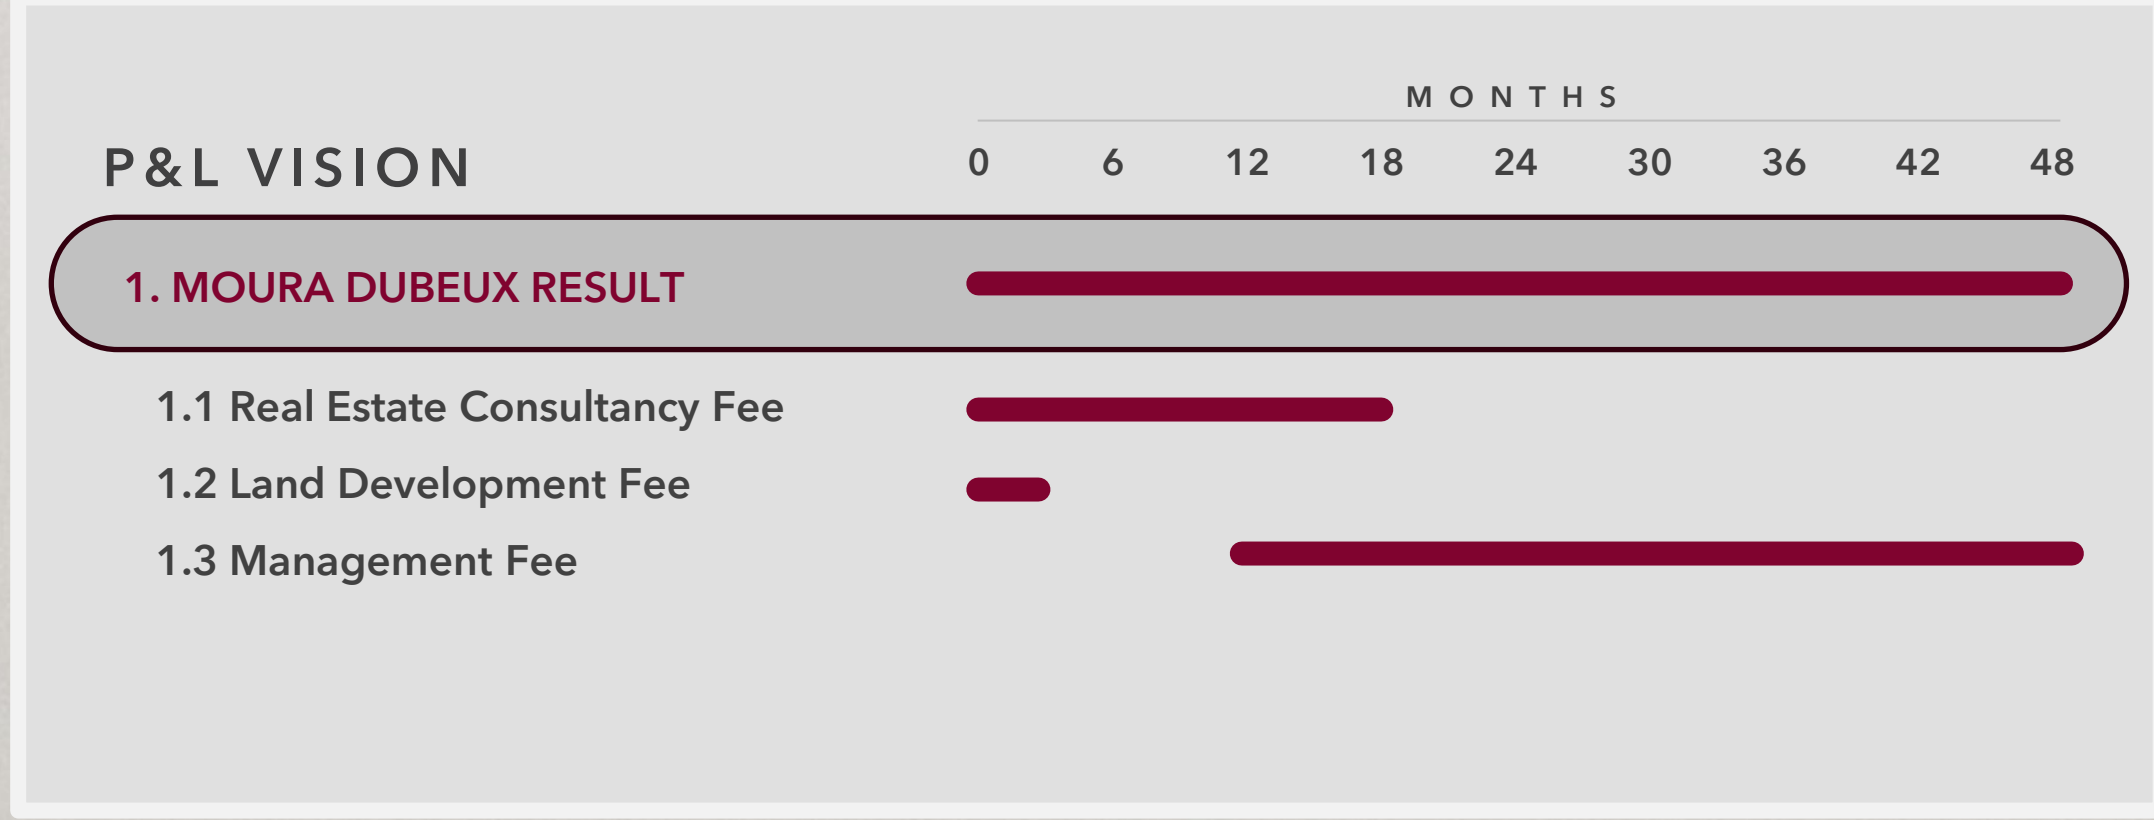 MONTHS
P&L VISION 0 6 12 18 24 30 36 42 48
1. MOURA DUBEUX RESULT
1.1 Real Estate Consultancy Fee
1.2 Land Development Fee
1.3 Management Fee